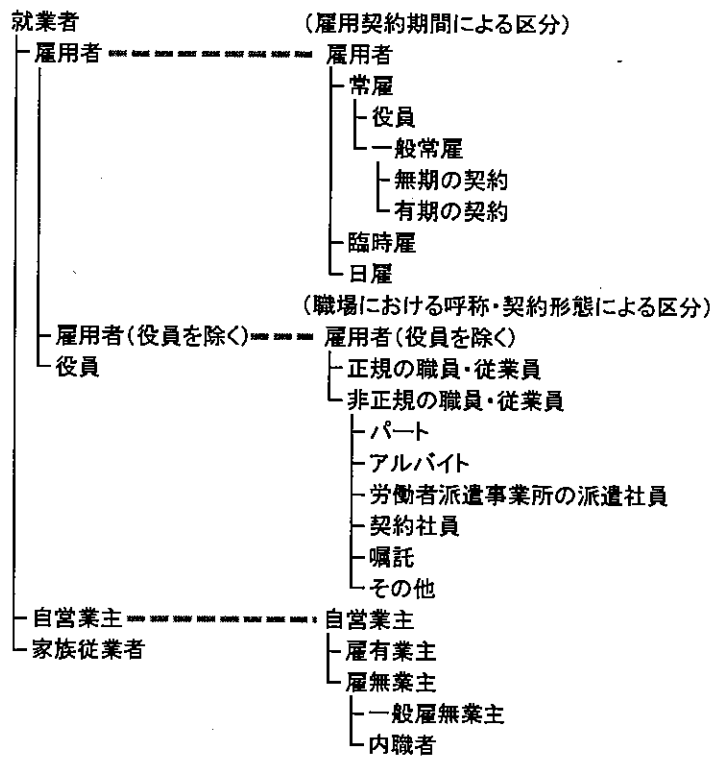 就業者 (雇用契約期間による区分)
雇用者 雇用者
常雇
役員
一般常雇
無期の契約
有期の契約
臨時雇
日雇
(職場における呼称・契約形態による区分)
雇用者(役員を除く) 雇用者(役員を除く)
役員 正規の職員・従業員
非正規の職員・従業員
パート
アルバイト
労働者派遣事業所の派遣社員
契約社員
嘱託
その他
自営業主 自営業主
家族従業者 雇有業主
雇無業主
一般雇無業主
内職者